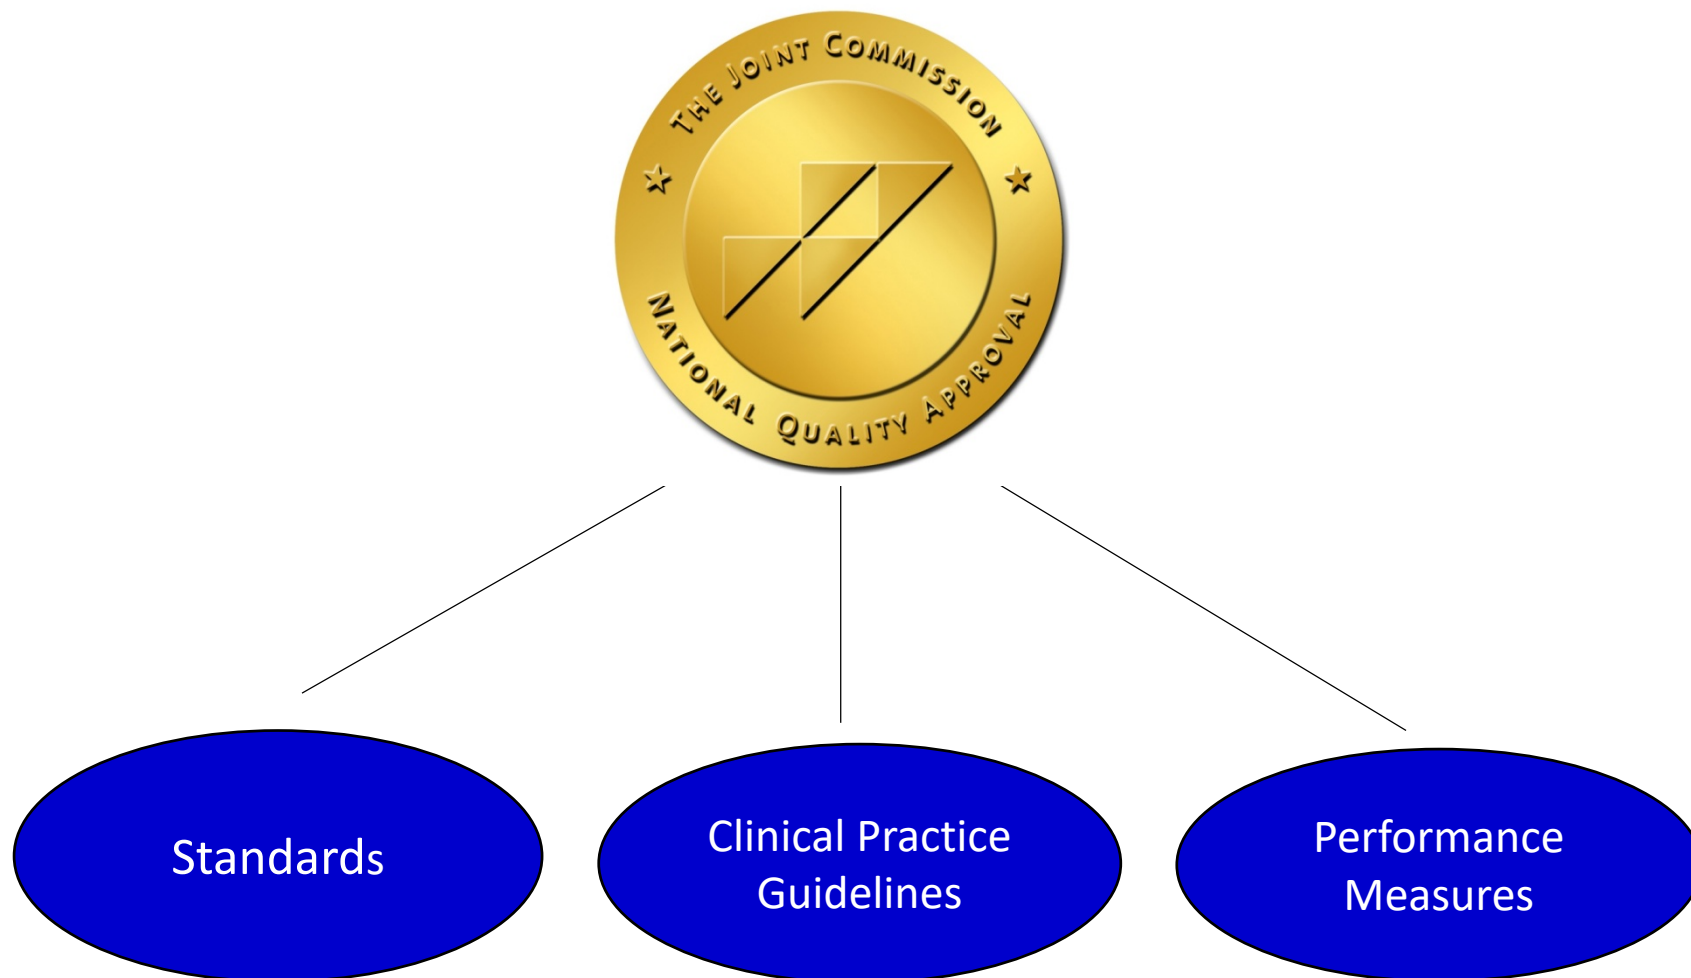 THE JOINT COMMISSION
NATIONAL QUALITY APPROVAL
Standards
Clinical Practice
Guidelines
Performance
Measures